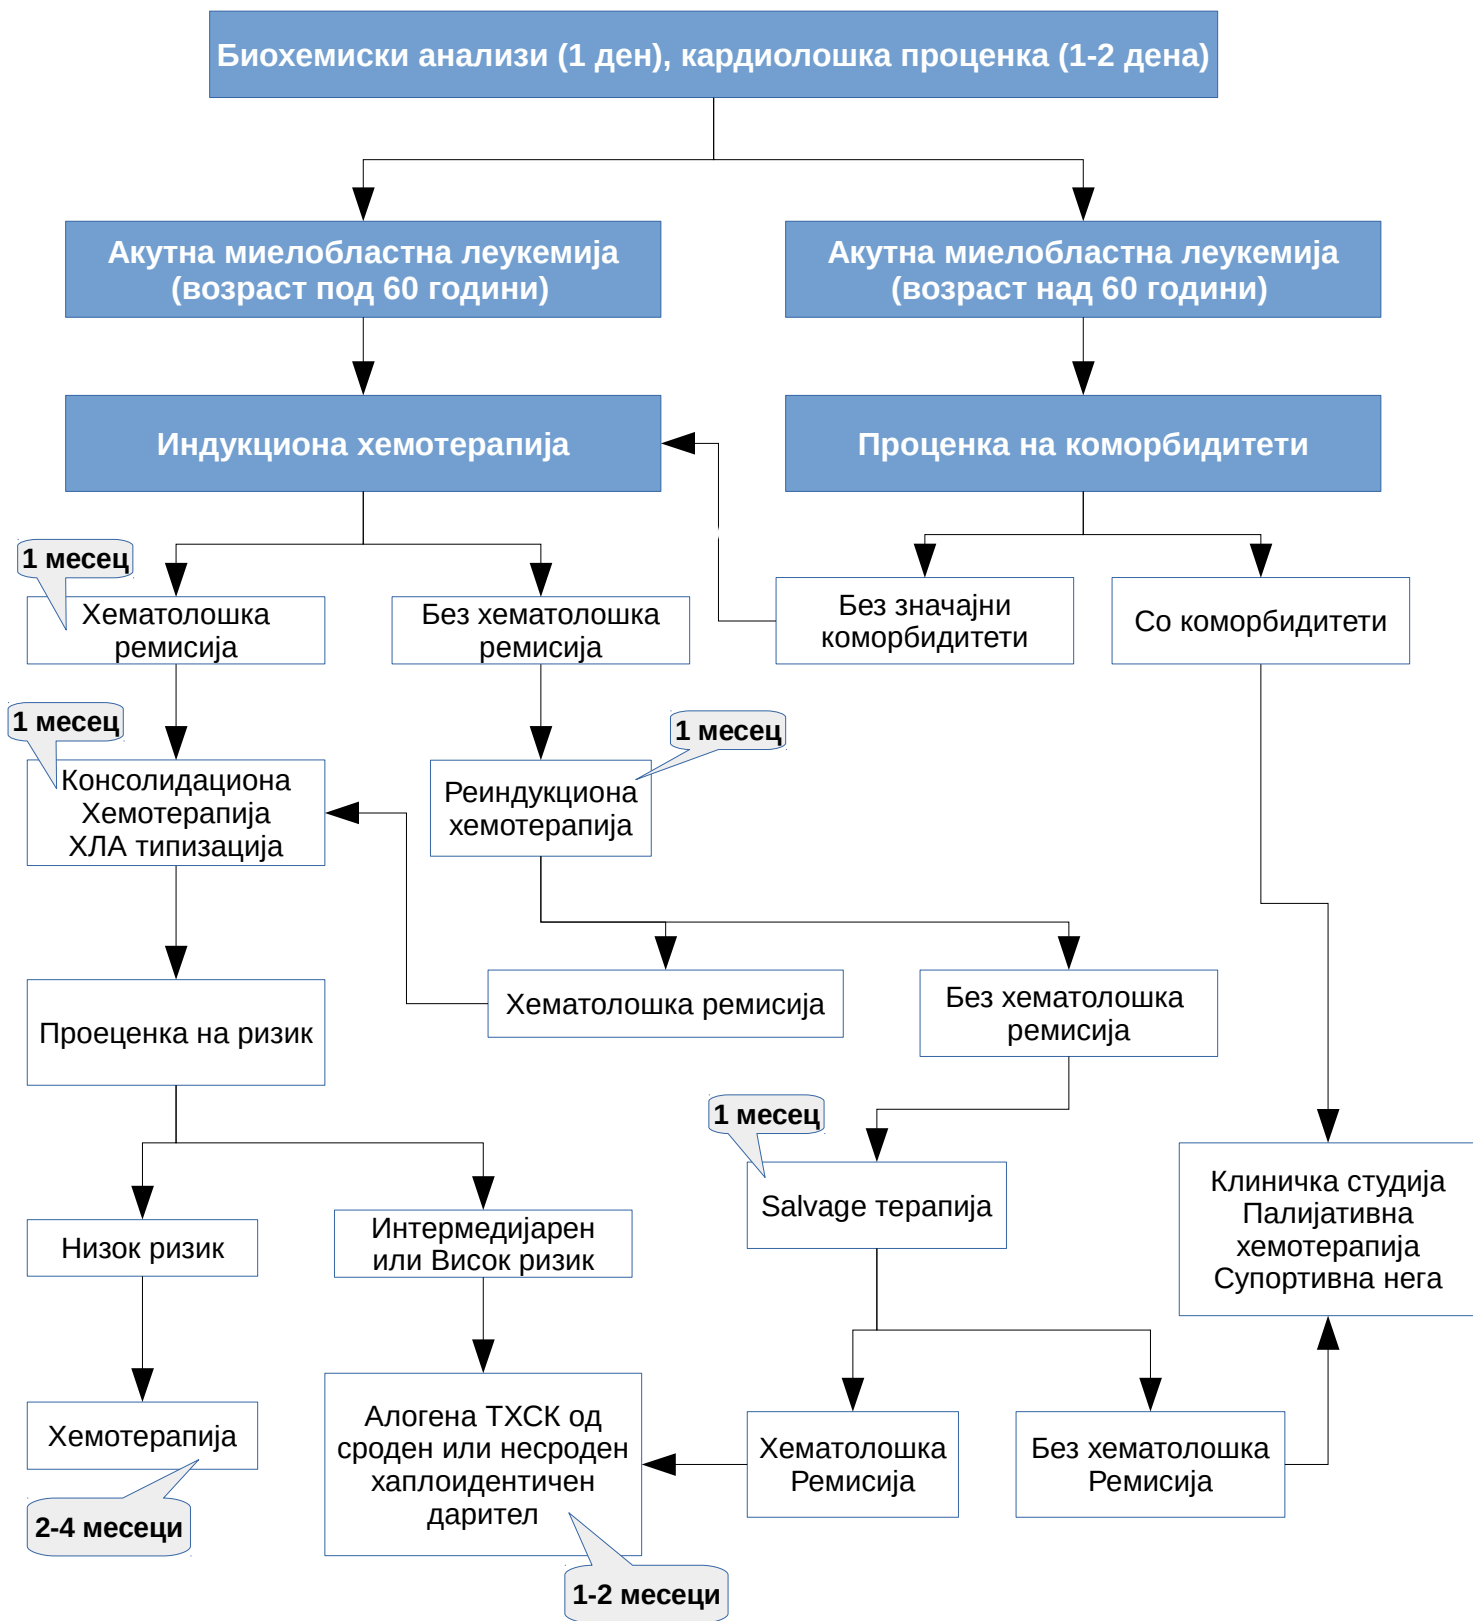 Биохемиски анализи (1 ден), кардиолошка проценка (1-2 дена)
Акутна миелобластна леукемија
(возраст под 60 години)
Акутна миелобластна леукемија
(возраст над 60 години)
Индукциона хемотерапија
Проценка на коморбидитети
1 месец
Хематолошка
ремисија
Без хематолошка
ремисија
Без значајни
коморбидитети
Со коморбидитети
1 месец
1 месец
Консолидациона
Хемотерапија
ХЛА типизација
Реиндукциона
хемотерапија
Проеценка на ризик
Хематолошка ремисија
Без хематолошка
ремисија
1 месец
Salvage терапија
Клиничка студија
Палијативна
хемотерапија
Супортивна нега
Низок ризик
Интермедијарен
или Висок ризик
Хемотерапија
Алогена ТХСК од
сроден или несроден
хаплоидентичен
дарител
Хематолошка
Ремисија
Без хематолошка
Ремисија
2-4 месеци
1-2 месеци